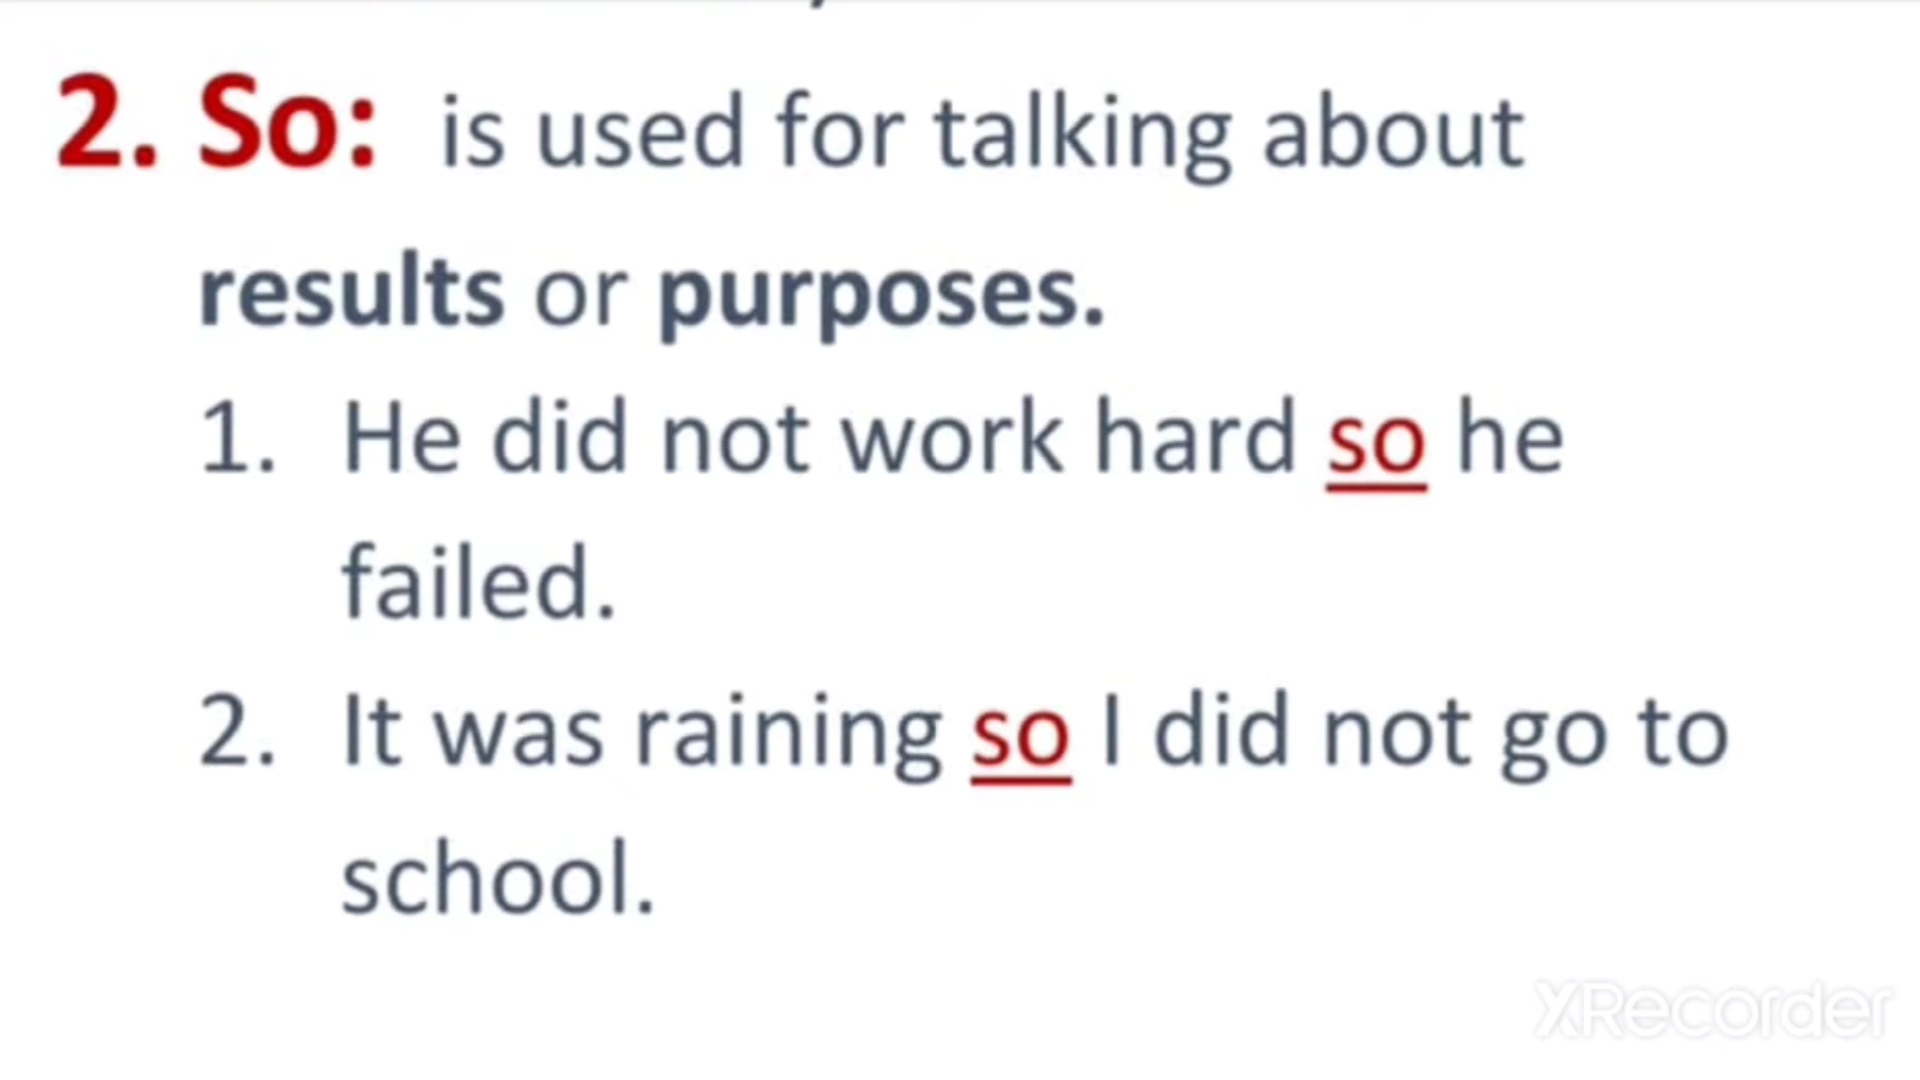 2. So: is used for talking about
results or purposes.
1. He did not work hard so he
failed.
2. It was raining so I did not go to
school.
XRecorder